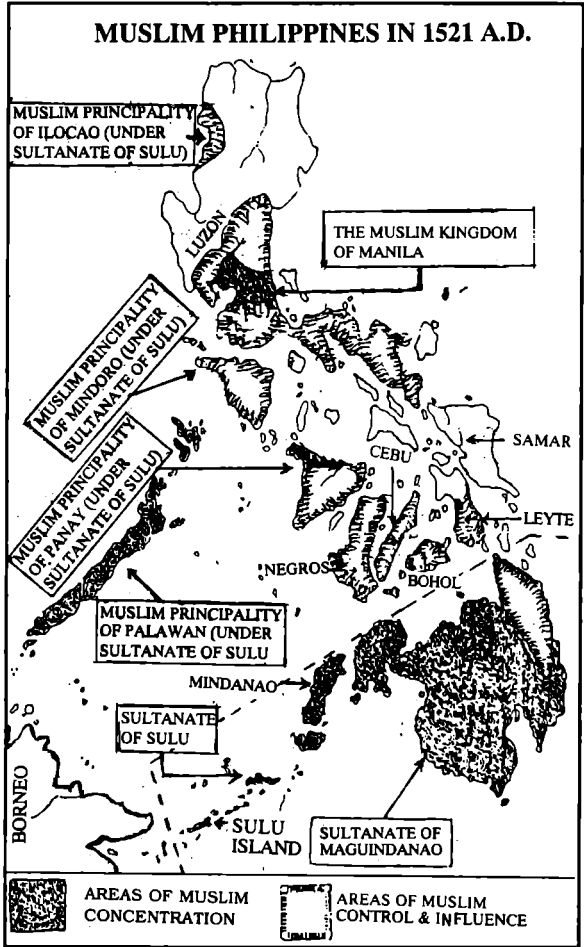 MUSLIM PHILIPPINES IN 1521 A.D.
MUSLIM PRINCIPALITY
OF ILOCAO (UNDER
SULTANATE OF SULU)
LUZON
THE MUSLIM KINGDOM
OF MANILA
MUSLIM PRINCIPALITY
OF MINDORO (UNDER
SULTANATE OF SULU)
MUSLIM PRINCIPALITY
OF PANAY (UNDER
SULTANATE OF SULU)
CEBU
SAMAR
LEYTE
NEGROS
BOHOL
MUSLIM PRINCIPALITY
OF PALAWAN (UNDER
SULTANATE OF SULU
MINDANAO
SULTANATE
OF SULU
BORNEO
SULU
ISLAND
SULTANATE OF
MAGUINDANAO
AREAS OF MUSLIM
CONCENTRATION
AREAS OF MUSLIM
CONTROL & INFLUENCE